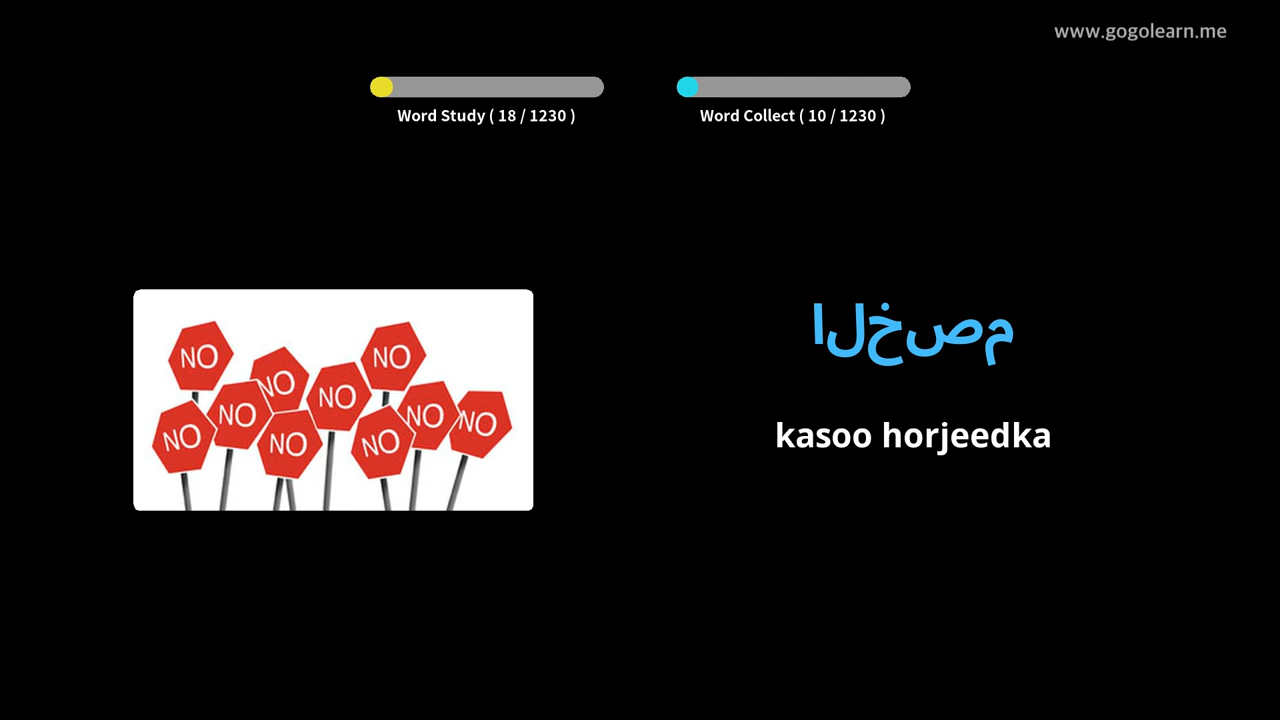 www.gogolearn.me
Word Study ( 18 / 1230 )
Word Collect ( 10 / 1230 )
NO
NO
NO
NO
NO
NO
NO
NO
NO
NO
الخصم
kasoo horjeedka